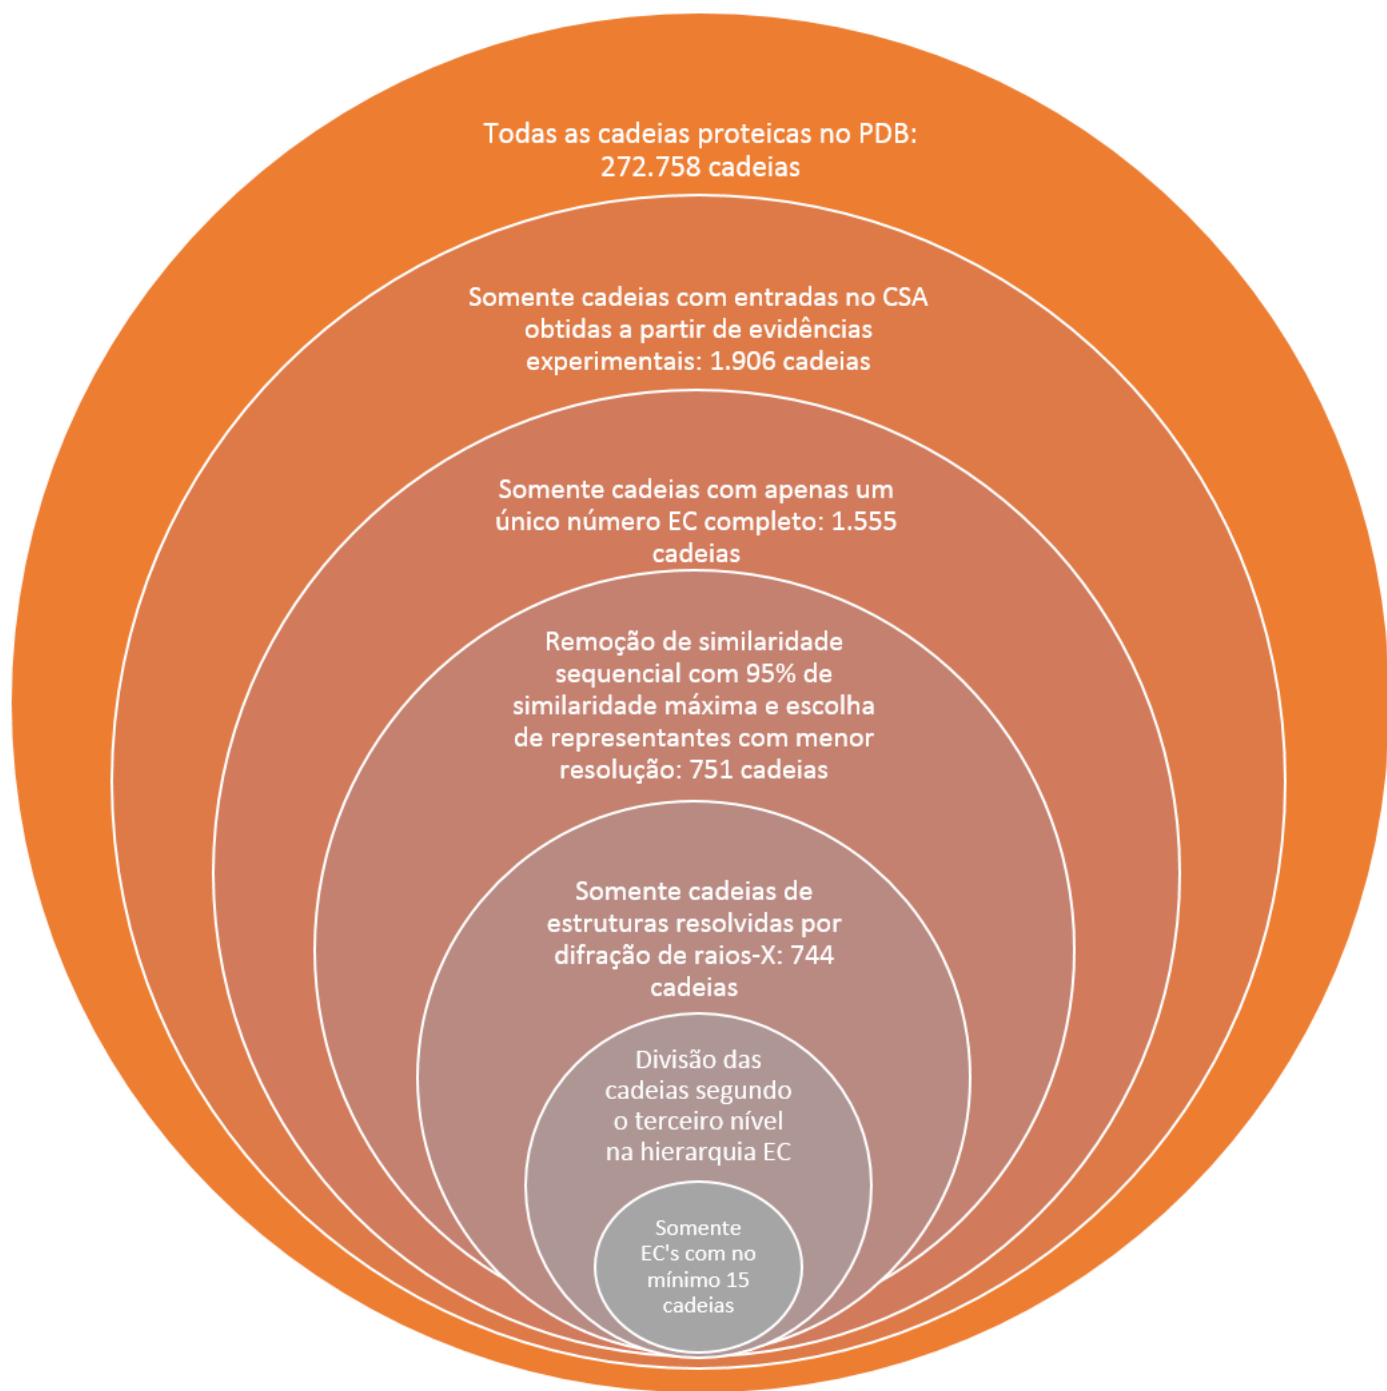 Todas as cadeias proteicas no PDB:
272.758 cadeias
Somente cadeias com entradas no CSA
obtidas a partir de evidências
experimentais: 1.906 cadeias
Somente cadeias com apenas um
único número EC completo: 1.555
cadeias
Remoção de similaridade
sequencial com 95% de
similaridade máxima e escolha
de representantes com menor
resolução: 751 cadeias
Somente cadeias de
estruturas resolvidas por
difração de raios-X: 744
cadeias
Divisão das
cadeias segundo
o terceiro nível
na hierarquia EC
Somente
EC's com no
mínimo 15
cadeias